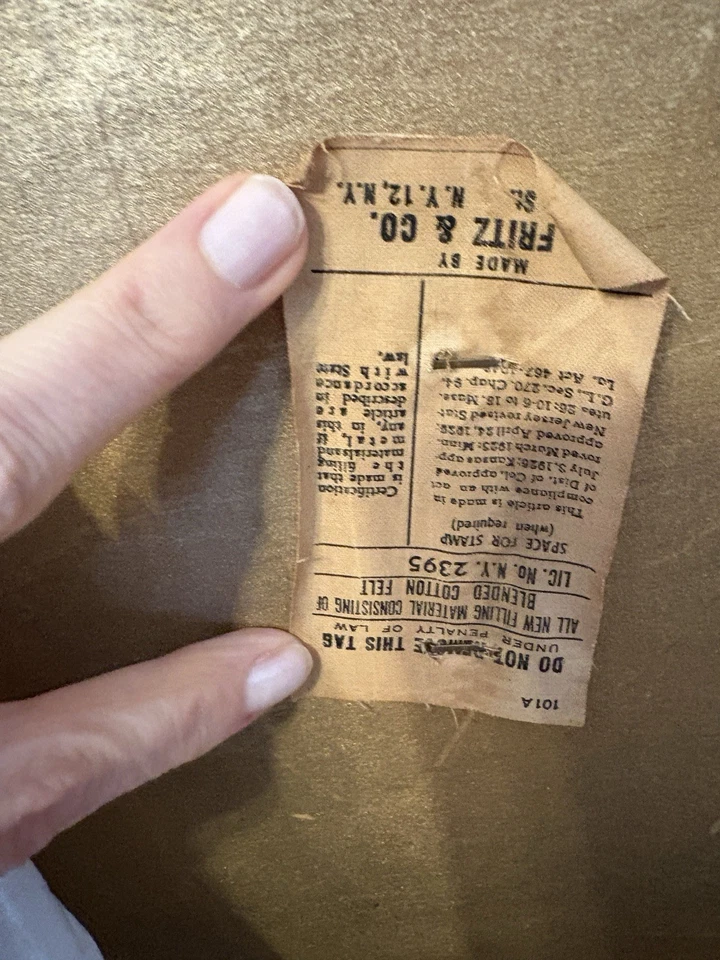 101A
DO NOT REMOVE THIS TAG
UNDER PENALTY OF LAW
ALL NEW FILLING MATERIAL CONSISTING OF
BLENDED COTTON FELT
LIC. No. N.Y. 2395
SPACE FOR STAMP
(when required)
This article is made in
compliance with an act
of Dist. of Col. approved
July 3, 1926; Kansas app-
roved March 1923; Minn.
approved April 24, 1929.
New Jersey revised Stat
utes 26:10-6 to 18. Mass.
G.L., Sec. 270. Chap. 94.
La. Act 467-
Certification
is made that
the filling
materials and
metal, if
any, in this
article are
described in
accordance
with State
law.
MADE BY
FRITZ & CO.
St. N. Y. 12, N.Y.